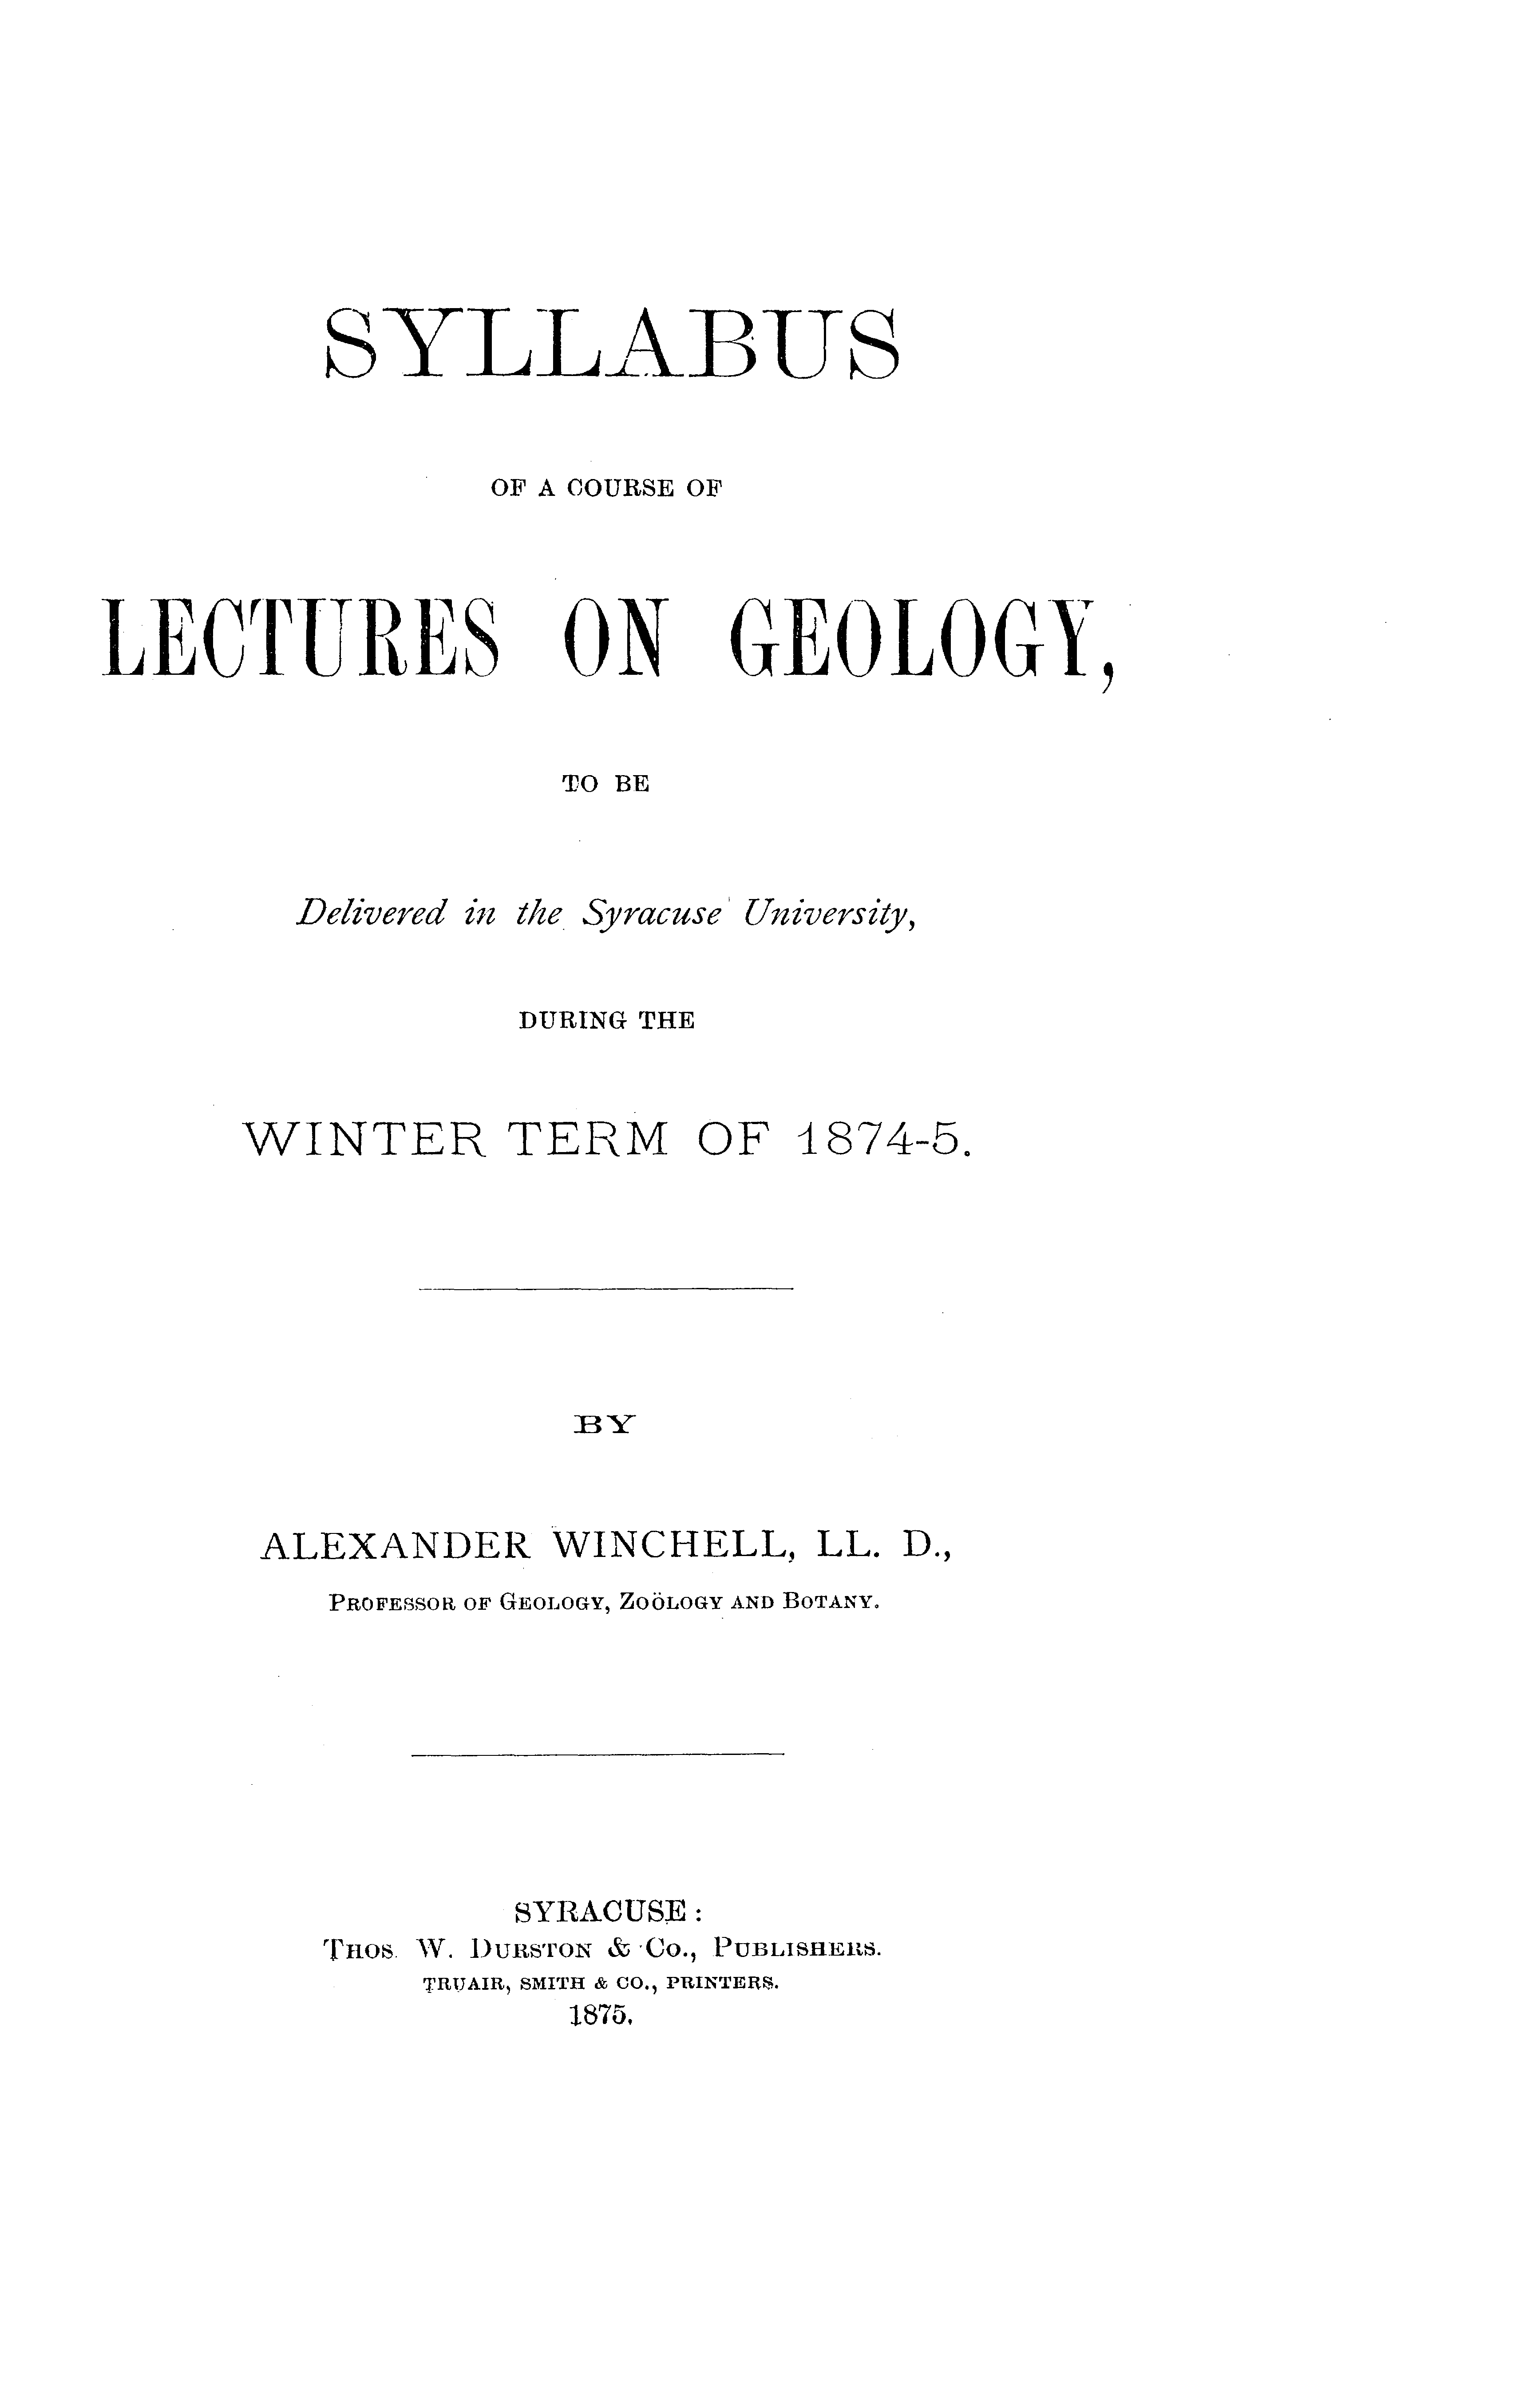 SYLLABUS
OF A COURSE OF
LECTURES ON GEOLOGY,
TO BE
Delivered in the Syracuse University,
DURING THE
WINTER TERM OF 1874-5.
BY
ALEXANDER WINCHELL, LL. D.,
PROFESSOR OF GEOLOGY, ZOÖLOGY AND BOTANY.
SYRACUSE:
THOS. W. DURSTON & CO., PUBLISHERS.
TRUAIR, SMITH & CO., PRINTERS.
1875.